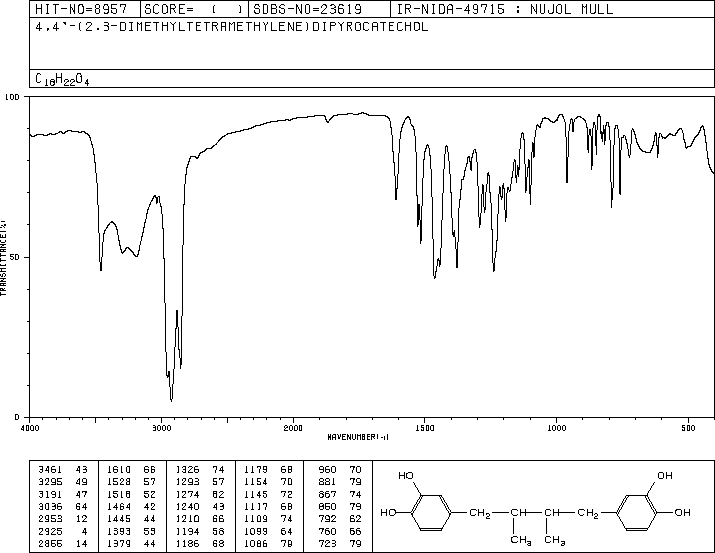 HIT-NO=8957 SCORE= ( ) SDBS-NO=23619 IR-NIDA-49715 : NUJOL MULL
4,4'-(2,3-DIMETHYLTETRAMETHYLENE)DIPYROCATECHOL
C18H22O4
100
50
0
TRANSMITTANCE(%)
4000 3000 2000 1500 1000 500
WAVENUMBER(-1)
3461 43 1610 66 1326 74 1179 68 960 70
3295 49 1528 57 1293 57 1154 70 881 79
3191 47 1518 52 1274 62 1145 72 867 74
3036 64 1464 42 1240 43 1117 68 850 79
2953 12 1445 44 1210 66 1109 74 792 62
2925 4 1393 53 1194 58 1099 64 760 66
2855 14 1379 44 1186 68 1086 79 723 79
HO
HO
CH2 CH CH CH2
CH3 CH3
OH
OH